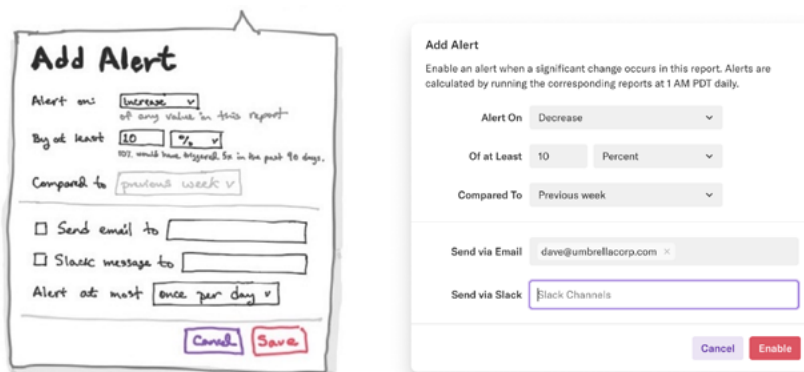 Add Alert
Alert on: increase
of any value in this report
By at least 10 %
10% would have triggered 5x in the past 90 days.
Compared to previous week
Send email to
Slack message to
Alert at most once per day
Cancel Save
Add Alert
Enable an alert when a significant change occurs in this report. Alerts are
calculated by running the corresponding reports at 1 AM PDT daily.
Alert On Decrease
Of at Least 10 Percent
Compared To Previous week
Send via Email dave@umbrellacorp.com ×
Send via Slack Slack Channels
Cancel Enable